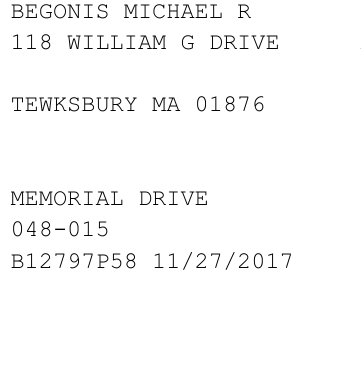 BEGONIS MICHAEL R
118 WILLIAM G DRIVE
TEWKSBURY MA 01876
MEMORIAL DRIVE
048-015
B12797P58 11/27/2017